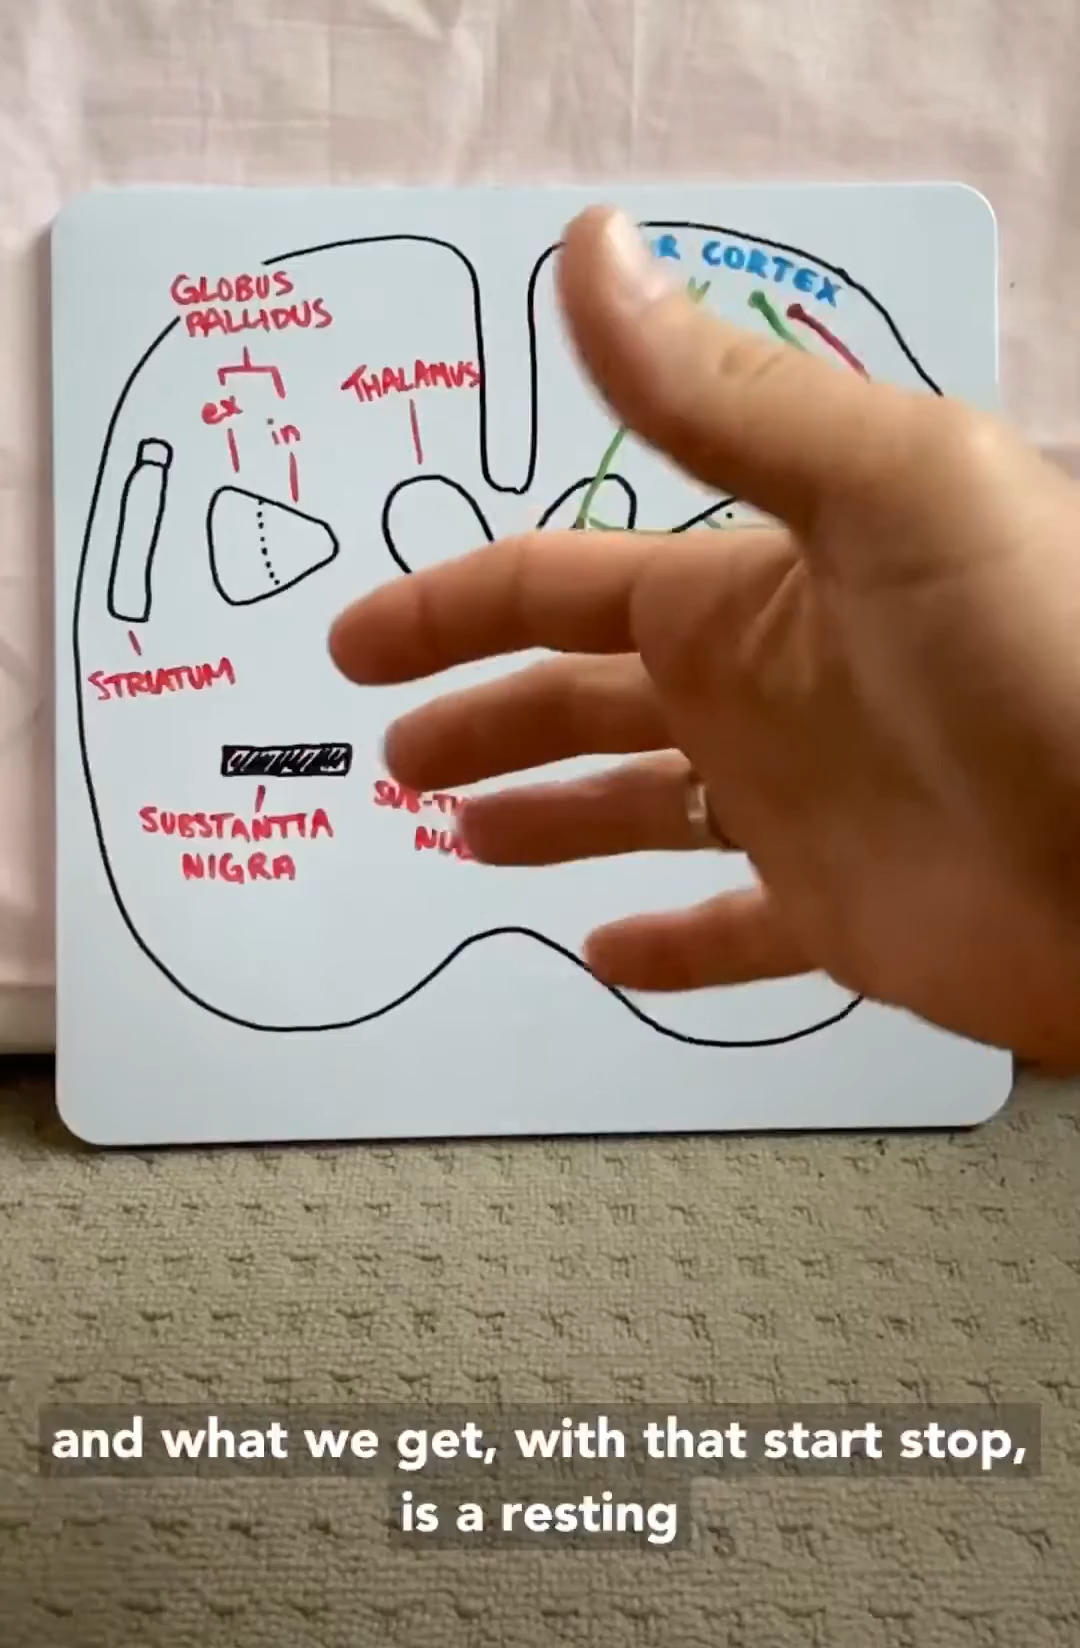 GLOBUS
PALLIDUS
ex
in
THALAMUS
CORTEX
STRIATUM
SUBSTANTIA
NIGRA
and what we get, with that start stop,
is a resting